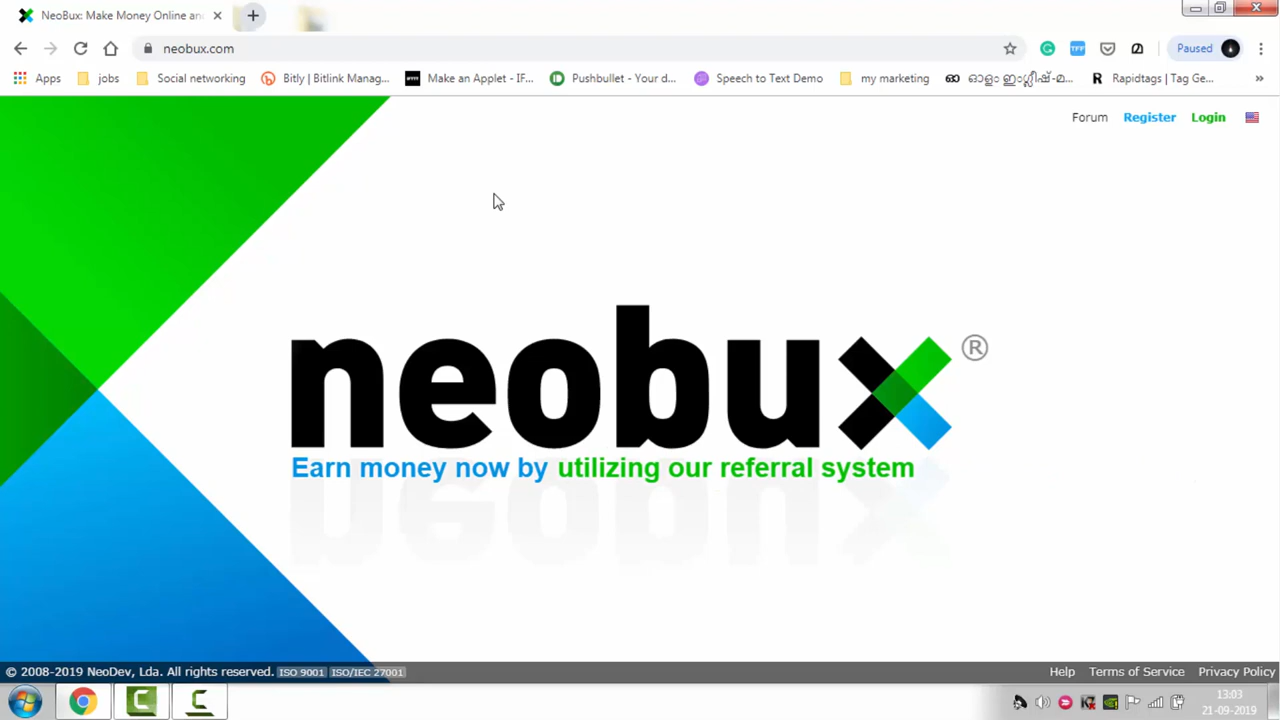 NeoBux: Make Money Online an
neobux.com
Paused
Apps
jobs
Social networking
Bitly | Bitlink Manag...
Make an Applet - IF...
Pushbullet - Your d...
Speech to Text Demo
my marketing
ഓളം ഇംഗ്ലീഷ്-മ...
Rapidtags | Tag Ge...
»
Forum
Register
Login
neobux®
Earn money now by utilizing our referral system
© 2008-2019 NeoDev, Lda. All rights reserved. ISO 9001 ISO/IEC 27001
Help
Terms of Service
Privacy Policy
13:03
21-09-2019